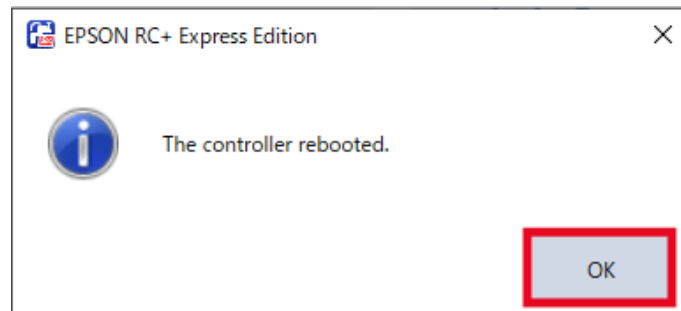 EPSON RC+ Express Edition
The controller rebooted.
OK